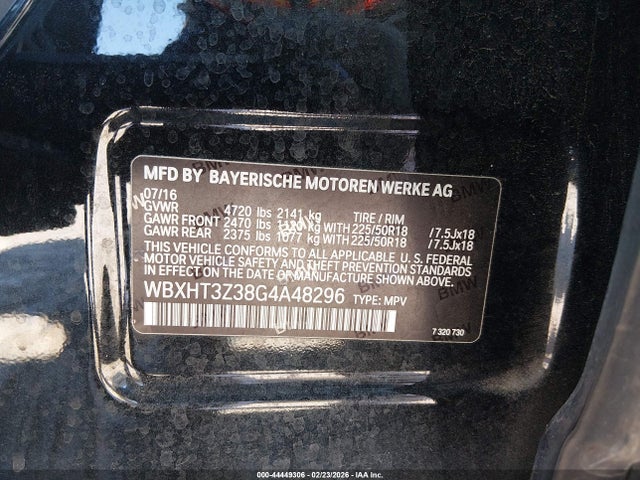 MFD BY BAYERISCHE MOTOREN WERKE AG
07/16
GVWR 4720 lbs 2141 kg TIRE / RIM
GAWR FRONT 2470 lbs kg WITH 225/50R18 / 7.5Jx18
GAWR REAR 2375 lbs 1077 kg WITH 225/50R18 / 7.5Jx18
THIS VEHICLE CONFORMS TO ALL APPLICABLE U.S. FEDERAL
MOTOR VEHICLE SAFETY AND THEFT PREVENTION STANDARDS
IN EFFECT ON THE DATE OF MANUFACTURE SHOWN ABOVE.
WBXHT3Z38G4A48296 TYPE: MPV
7 320 730
000-44449306 - 02/23/2026 - IAA Inc.